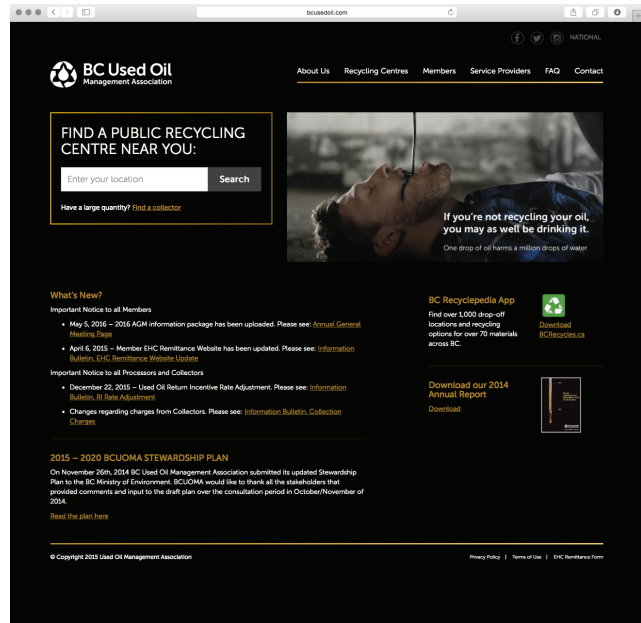 bcusedoil.com
NATIONAL
BC Used Oil
Management Association
About Us Recycling Centres Members Service Providers FAQ Contact
FIND A PUBLIC RECYCLING
CENTRE NEAR YOU:
Enter your location Search
Have a large quantity? Find a collector
If you're not recycling your oil,
you may as well be drinking it.
One drop of oil harms a million drops of water.
What's New?
Important Notice to all Members
• May 5, 2016 – 2016 AGM information package has been uploaded. Please see: Annual General
Meeting Page
• April 6, 2015 – Member EHC Remittance Website has been updated. Please see: Information
Bulletin, EHC Remittance Website Update
Important Notice to all Processors and Collectors
• December 22, 2015 – Used Oil Return Incentive Rate Adjustment. Please see: Information
Bulletin, RI Rate Adjustment
• Changes regarding charges from Collectors. Please see: Information Bulletin, Collection
Charges
2015 – 2020 BCUOMA STEWARDSHIP PLAN
On November 26th, 2014 BC Used Oil Management Association submitted its updated Stewardship
Plan to the BC Ministry of Environment. BCUOMA would like to thank all the stakeholders that
provided comments and input to the draft plan over the consultation period in October/November of
2014.
Read the plan here
BC Recyclepedia App
Find over 1,000 drop-off
locations and recycling
options for over 70 materials
across BC.
Download
BCRecycles.ca
Download our 2014
Annual Report
Download
© Copyright 2015 Used Oil Management Association
Privacy Policy | Terms of Use | EHC Remittance Form